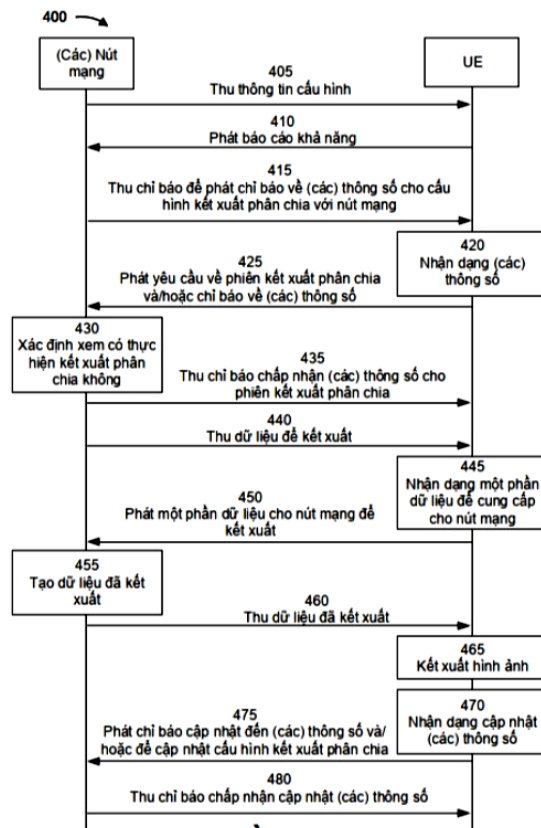 400
(Các) Nút
mạng
UE
405
Thu thông tin cấu hình
410
Phát báo cáo khả năng
415
Thu chỉ báo để phát chỉ báo về (các) thông số cho cấu
hình kết xuất phân chia với nút mạng
420
Nhận dạng (các)
thông số
425
Phát yêu cầu về phiên kết xuất phân chia
và/hoặc chỉ báo về (các) thông số
430
Xác định xem có thực
hiện kết xuất phân
chia không
435
Thu chỉ báo chấp nhận (các) thông số cho
phiên kết xuất phân chia
440
Thu dữ liệu để kết xuất
445
Nhận dạng một phần
dữ liệu để cung cấp
cho nút mạng
450
Phát một phần dữ liệu cho nút mạng để
kết xuất
455
Tạo dữ liệu đã kết
xuất
460
Thu dữ liệu đã kết xuất
465
Kết xuất hình ảnh
470
Nhận dạng cập nhật
(các) thông số
475
Phát chỉ báo cập nhật đến (các) thông số và/
hoặc để cập nhật cấu hình kết xuất phân chia
480
Thu chỉ báo chấp nhận cập nhật (các) thông số